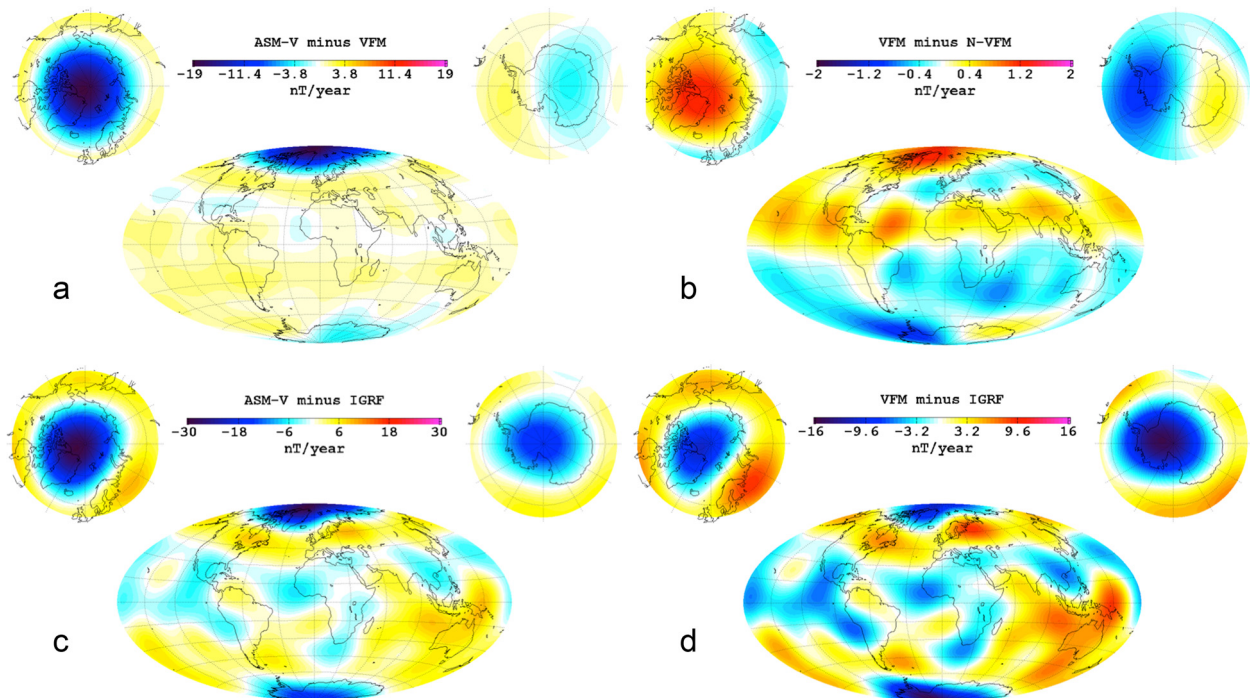 ASM-V minus VFM
-19 -11.4 -3.8 3.8 11.4 19
nT/year
a
VFM minus N-VFM
-2 -1.2 -0.4 0.4 1.2 2
nT/year
b
ASM-V minus IGRF
-30 -18 -6 6 18 30
nT/year
c
VFM minus IGRF
-16 -9.6 -3.2 3.2 9.6 16
nT/year
d